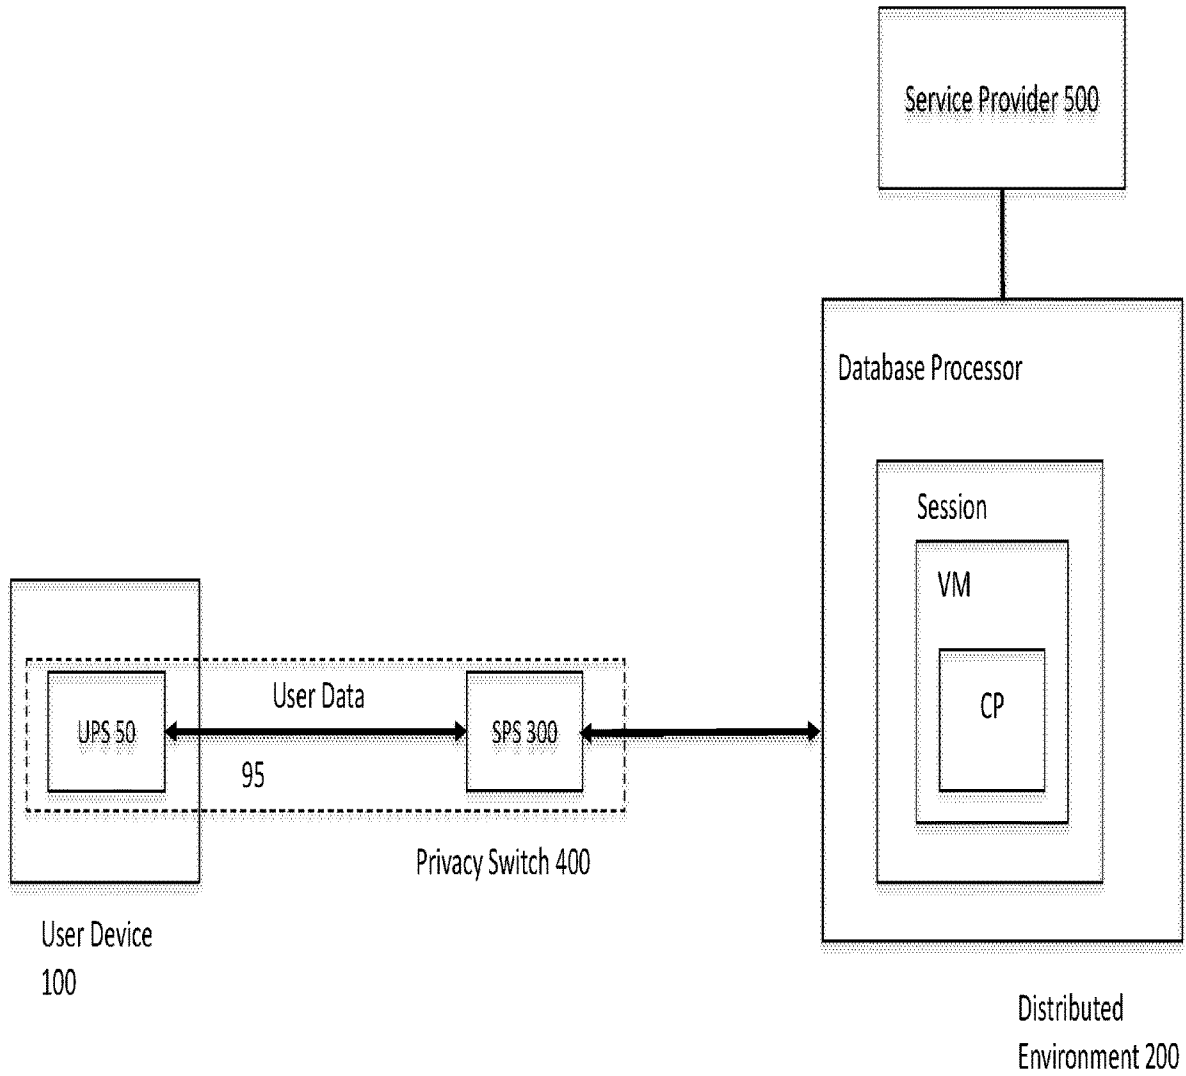 Service Provider 500
Database Processor
Session
VM
CP
User Data
UPS 50
SPS 300
95
Privacy Switch 400
User Device
100
Distributed
Environment 200